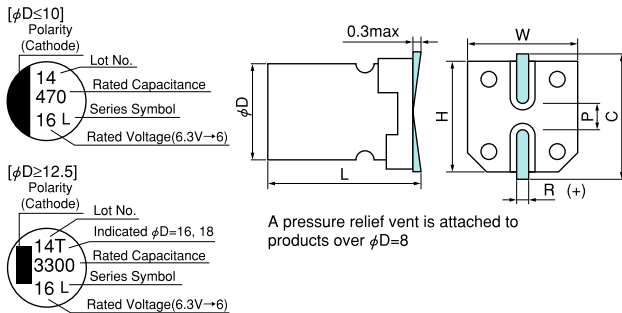 [φD≤10]
Polarity
(Cathode)
Lot No.
14
Rated Capacitance
470
Series Symbol
16 L
Rated Voltage(6.3V→6)
[φD≥12.5]
Polarity
(Cathode)
Lot No.
Indicated φD=16, 18
14T
Rated Capacitance
3300
Series Symbol
16 L
Rated Voltage(6.3V→6)
0.3max
φD
L
W
H
P
C
R (+)
A pressure relief vent is attached to
products over φD=8